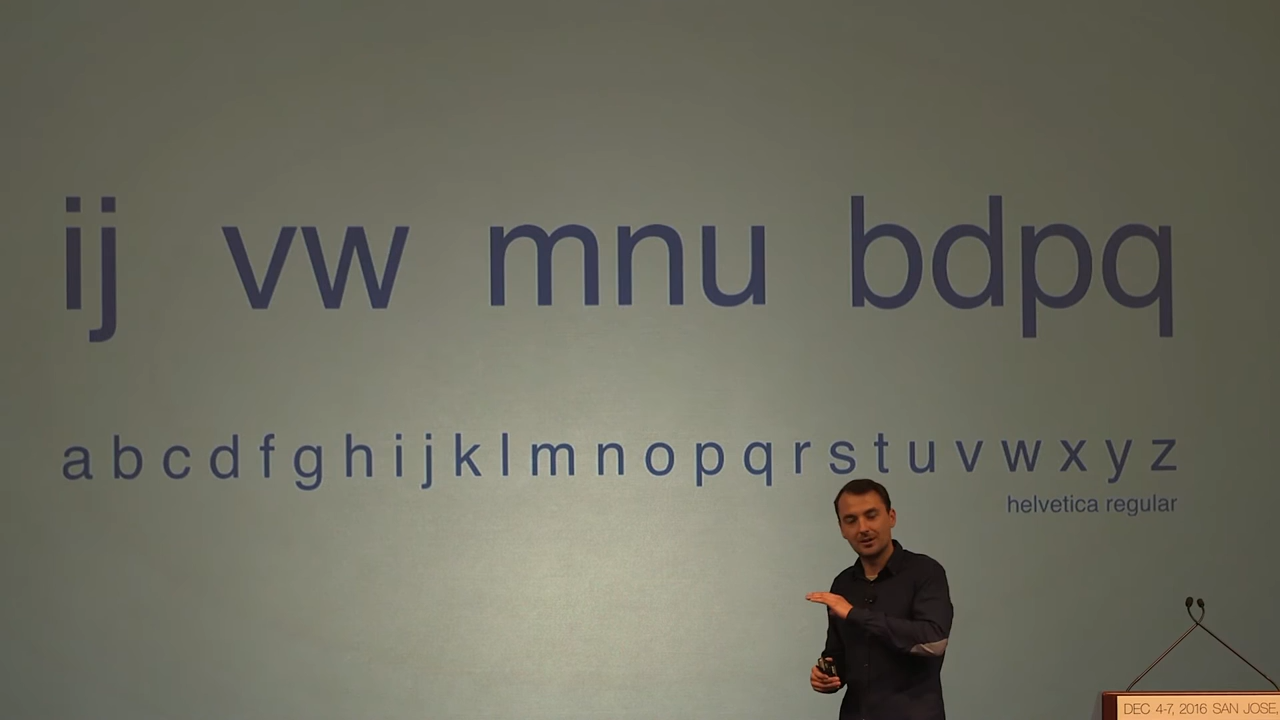 ij vw mnu bdpq
a b c d f g h i j k l m n o p q r s t u v w x y z
helvetica regular
DEC 4-7, 2016 SAN JOSE,